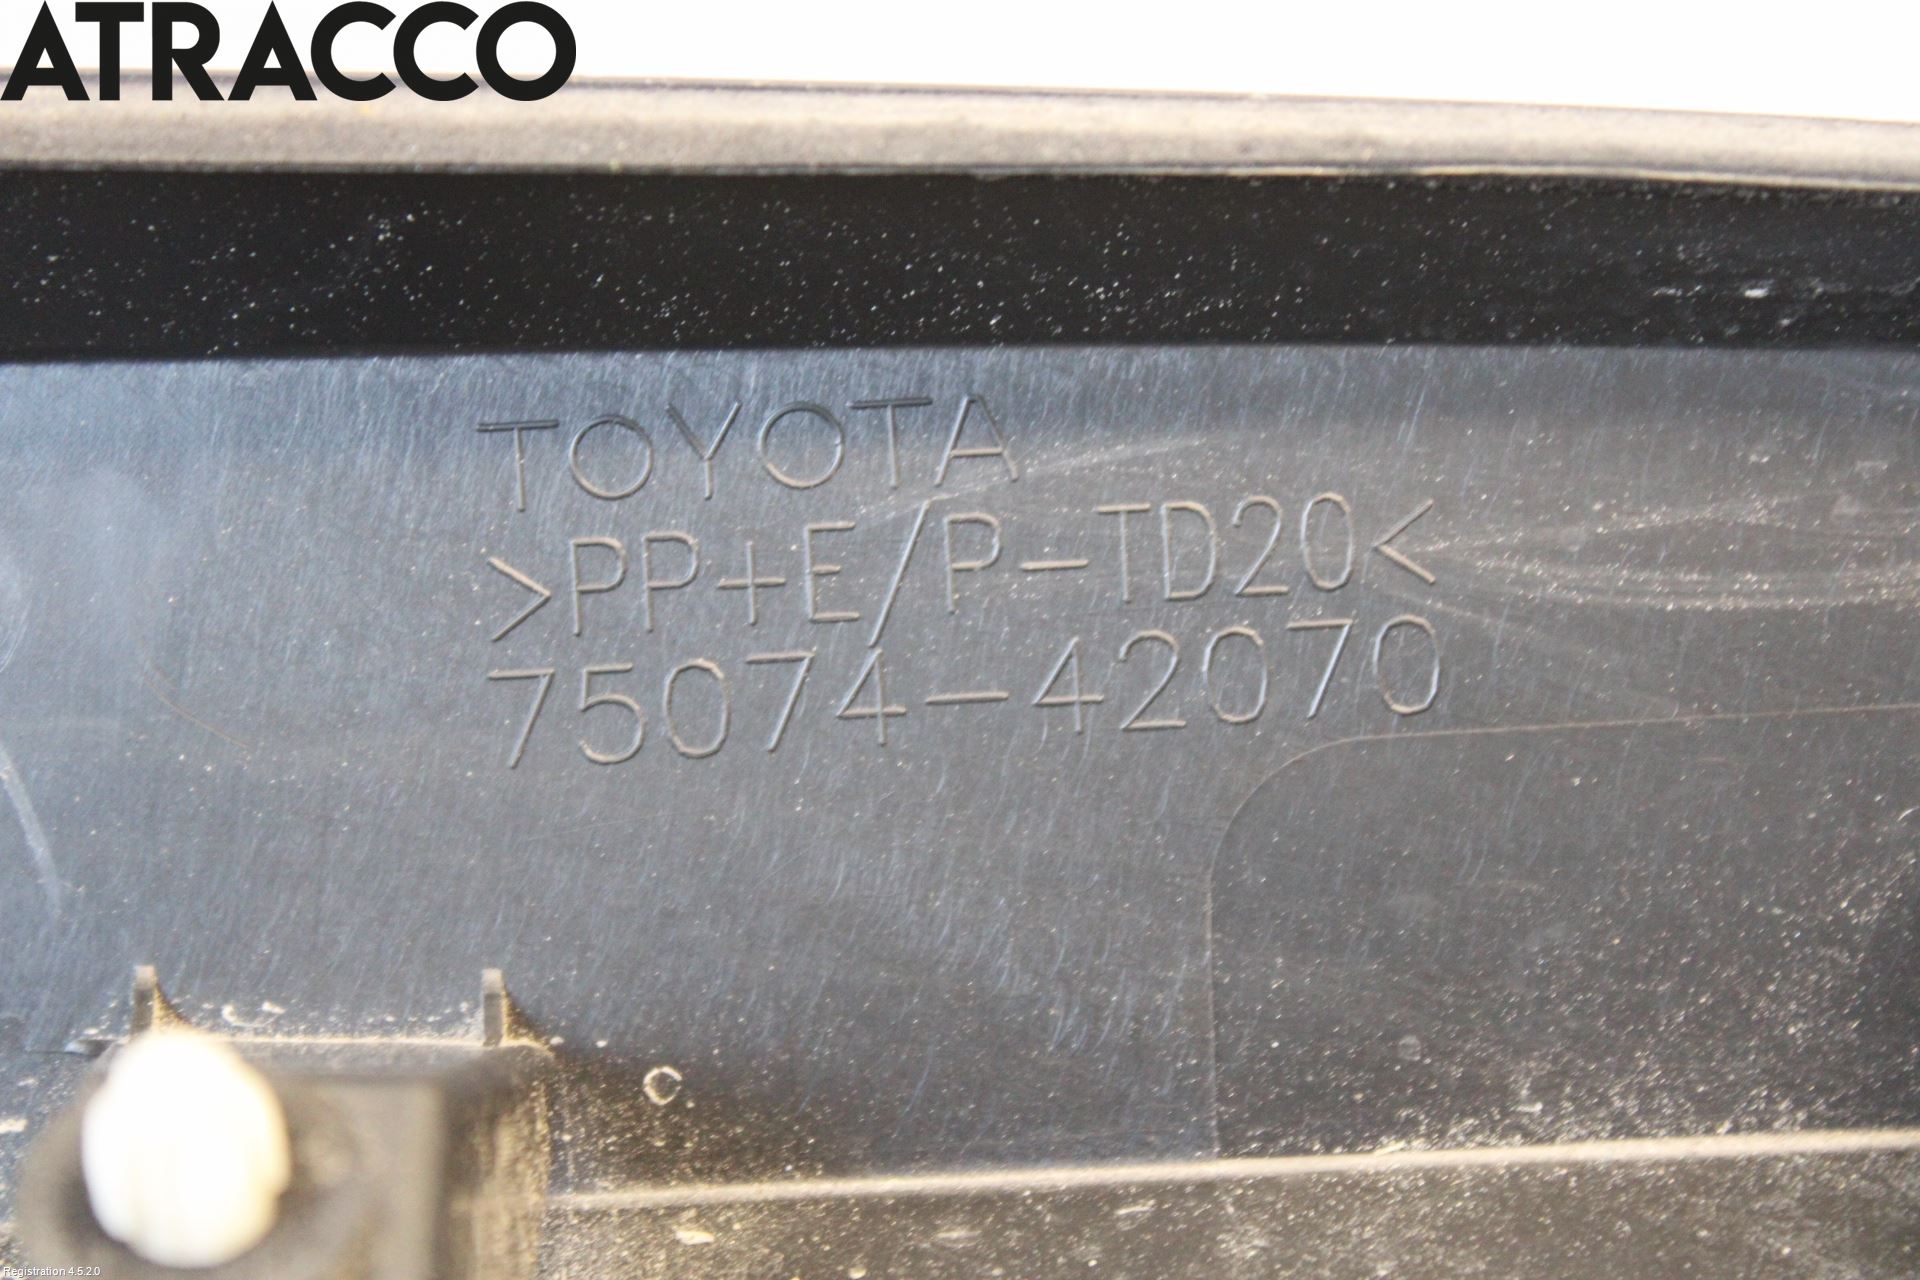 ATRACCO
TOYOTA
>PP+E/P-TD20<
75074-42070
Registration 4.5.2.0